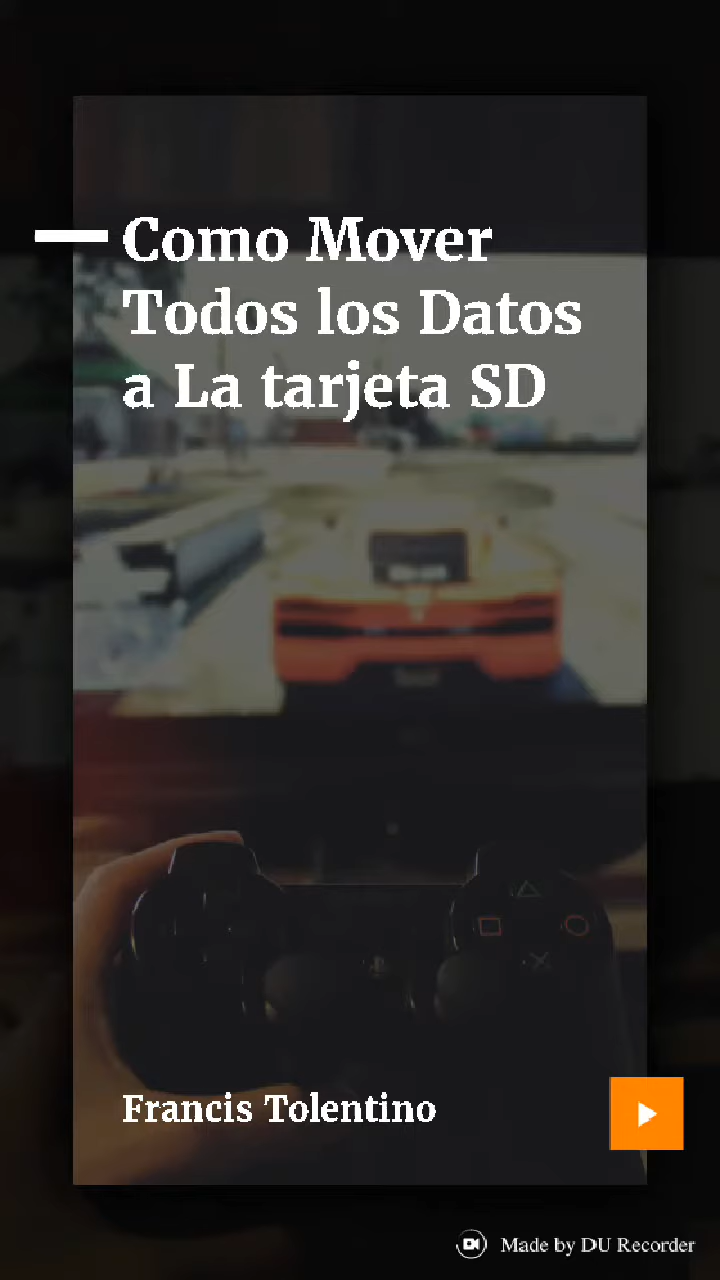 Como Mover
Todos los Datos
a La tarjeta SD
Francis Tolentino
Made by DU Recorder